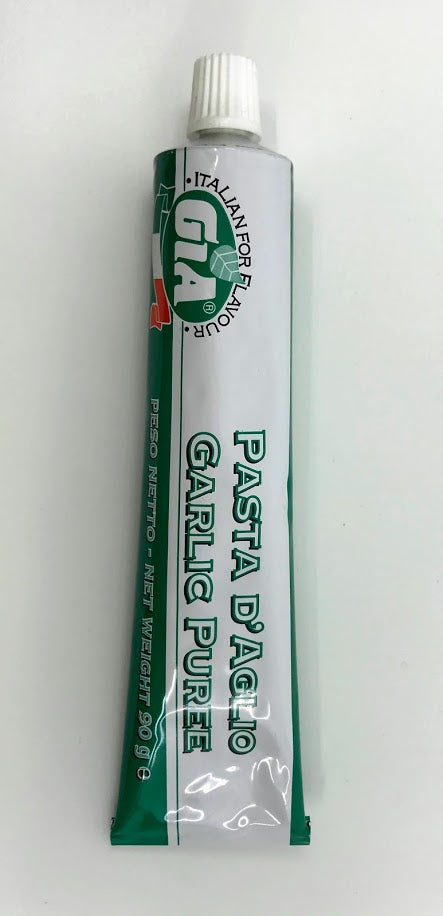 • ITALIAN FOR FLAVOUR •
GIA®
PASTA D'AGLIO
GARLIC PUREE
PESO NETTO - NET WEIGHT 90 g e